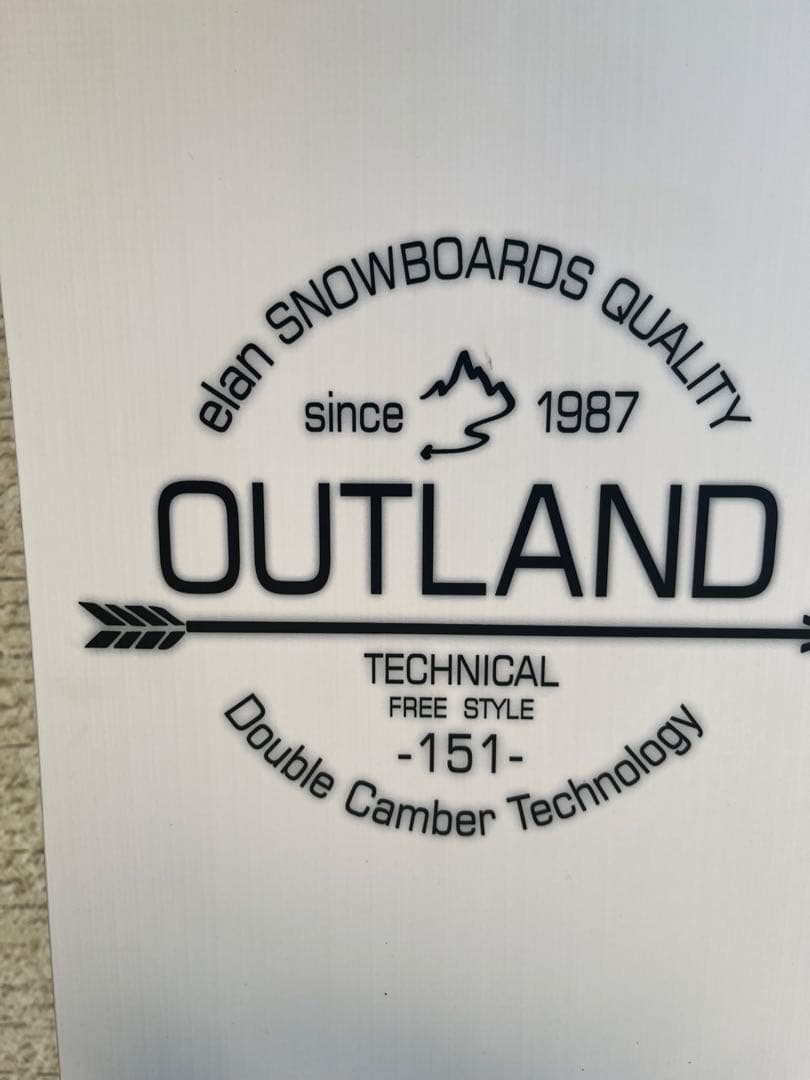 elan SNOWBOARDS QUALITY
since 1987
OUTLAND
TECHNICAL
FREE STYLE
-151-
Double Camber Technology